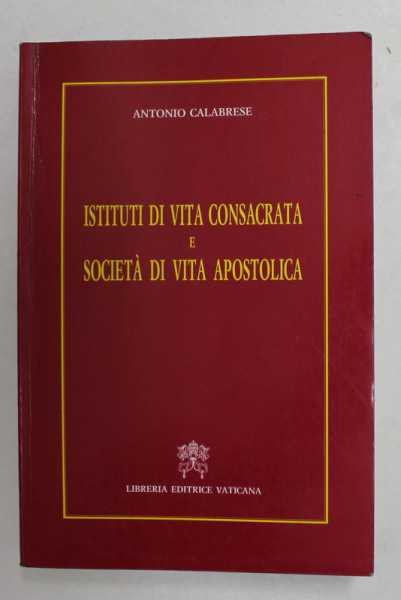 ANTONIO CALABRESE
ISTITUTI DI VITA CONSACRATA
E
SOCIETÀ DI VITA APOSTOLICA
LIBRERIA EDITRICE VATICANA